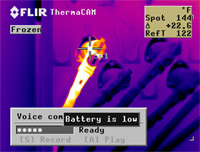 FLIR ThermaCAM
°F
Spot 144
Δ +22.6
RefT 122
Frozen
Voice com
Battery is low
Ready
[S] Record [A] Play